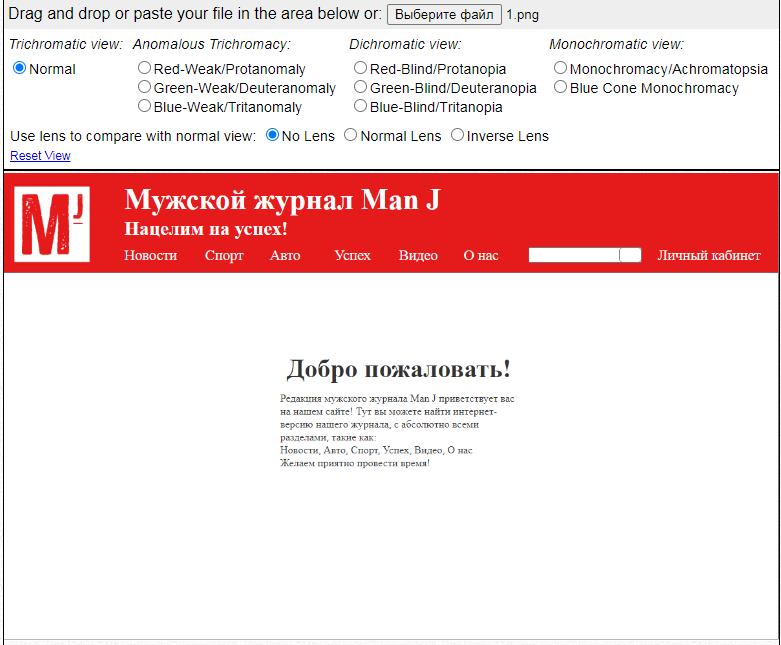 Drag and drop or paste your file in the area below or: Выберите файл 1.png
Trichromatic view: Anomalous Trichromacy: Dichromatic view: Monochromatic view:
Normal Red-Weak/Protanomaly Red-Blind/Protanopia Monochromacy/Achromatopsia
Green-Weak/Deuteranomaly Green-Blind/Deuteranopia Blue Cone Monochromacy
Blue-Weak/Tritanomaly Blue-Blind/Tritanopia
Use lens to compare with normal view: No Lens Normal Lens Inverse Lens
Reset View
MJ
Мужской журнал Man J
Нацелим на успех!
Новости Спорт Авто Успех Видео О нас Личный кабинет
Добро пожаловать!
Редакция мужского журнала Man J приветствует вас
на нашем сайте! Тут вы можете найти интернет-
версию нашего журнала, с абсолютно всеми
разделами, такие как:
Новости, Авто, Спорт, Успех, Видео, О нас
Желаем приятно провести время!